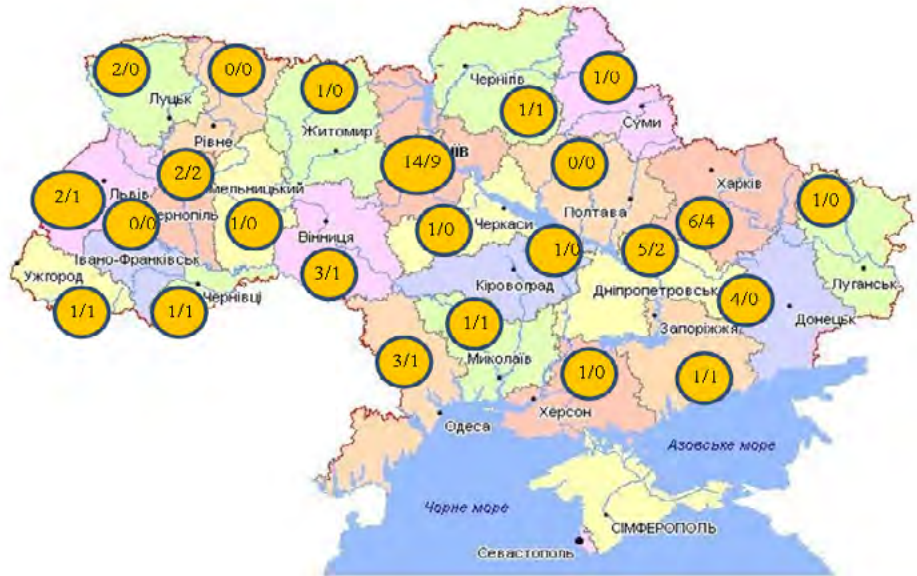 2/0
0/0
1/0
Чернігів
1/0
Луцьк
1/1
Суми
Рівне
Житомир
14/9
ИЇВ
0/0
Харків
2/2
мельницький
Львів
2/1
0/0
ернопіль
1/0
Вінниця
1/0
Черкаси
Полтава
6/4
1/0
Івано-Франківськ
1/0
5/2
Ужгород
3/1
Кіровоград
Дніпропетровськ
Луганськ
1/1
1/1
Чернівці
4/0
Донецьк
1/1
Запоріжжя
3/1
Миколаїв
1/0
1/1
Херсон
Одеса
Азовське море
Чорне море
СІМФЕРОПОЛЬ
Севастополь